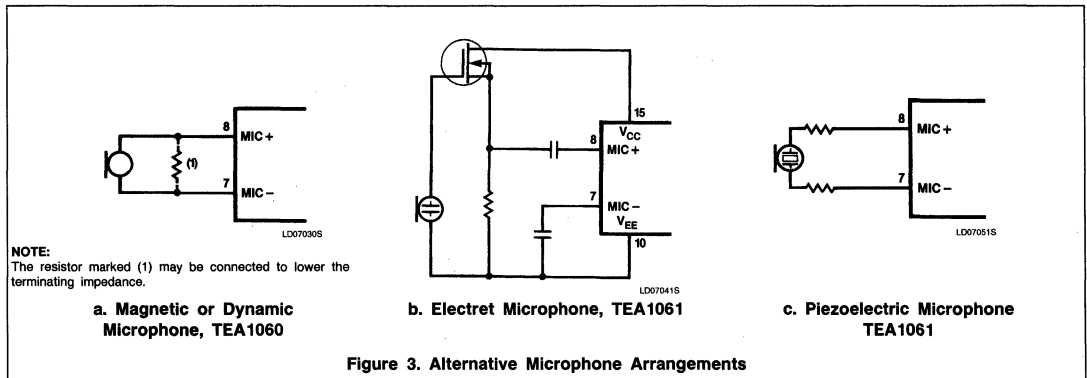 8
MIC +
(1)
7
MIC −
LD07030S
NOTE:
The resistor marked (1) may be connected to lower the
terminating impedance.
a. Magnetic or Dynamic
Microphone, TEA1060
15
VCC
8
MIC +
7
MIC −
VEE
10
LD07041S
b. Electret Microphone, TEA1061
8
MIC +
7
MIC −
LD07051S
c. Piezoelectric Microphone
TEA1061
Figure 3. Alternative Microphone Arrangements